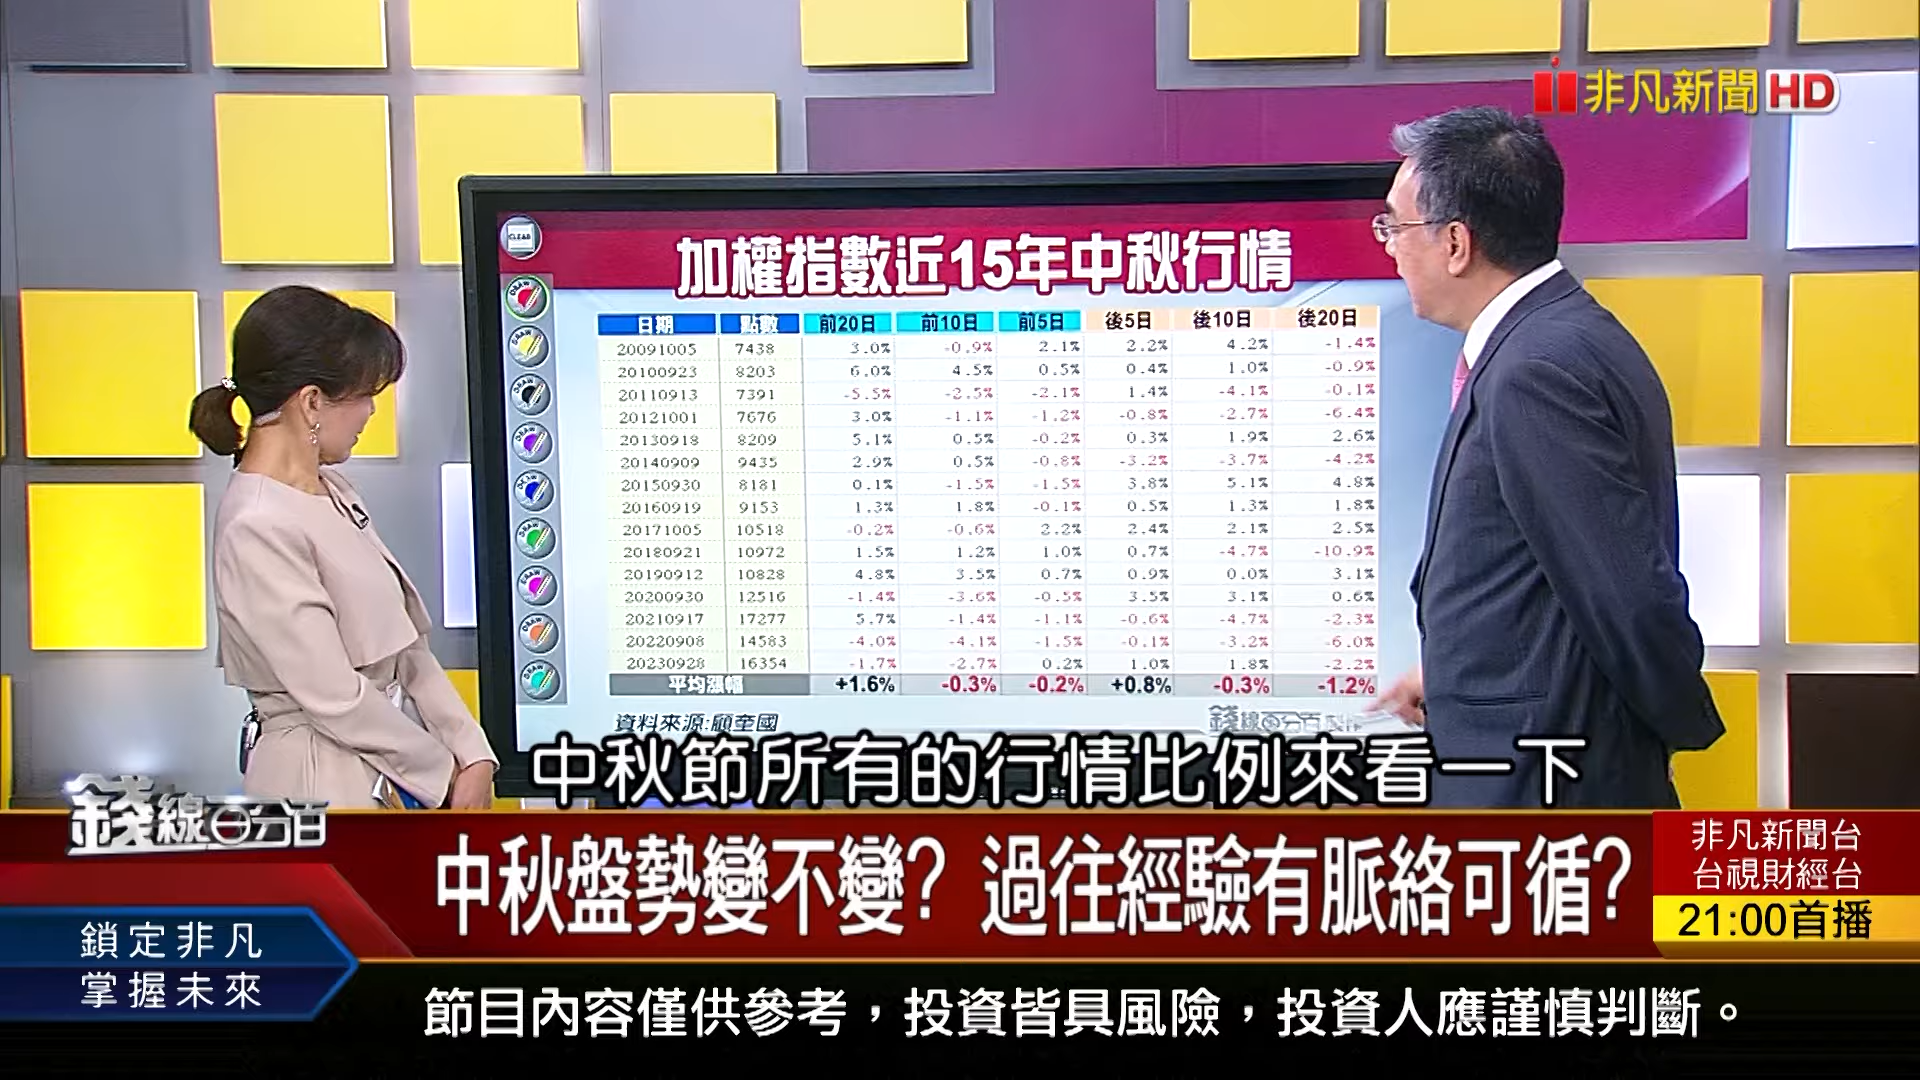 非凡新聞HD
CLEAR
加權指數近15年中秋行情
日期 點數 前20日 前10日 前5日 後5日 後10日 後20日
20091005 7438 3.0% -0.9% 2.1% 2.2% 4.2% -1.4%
20100923 8203 6.0% 4.5% 0.5% 0.4% 1.0% -0.9%
20110913 7391 -5.5% -2.5% -2.1% 1.4% -4.1% -0.1%
20121001 7676 3.0% -1.1% -1.2% -0.8% -2.7% -6.4%
20130918 8209 5.1% 0.5% -0.2% 0.3% 1.9% 2.6%
20140909 9435 2.9% 0.5% -0.8% -3.2% -3.7% -4.2%
20150930 8181 0.1% -1.5% -1.5% 3.8% 5.1% 4.8%
20160919 9153 1.3% 1.8% -0.1% 0.5% 1.3% 1.8%
20171005 10518 -0.2% -0.6% 2.2% 2.4% 2.1% 2.5%
20180921 10972 1.5% 1.2% 1.0% 0.7% -4.7% -10.9%
20190912 10828 4.8% 3.5% 0.7% 0.9% 0.0% 3.1%
20200930 12516 -1.4% -3.6% -0.5% 3.5% 3.1% 0.6%
20210917 17277 5.7% -1.4% -1.1% -0.6% -4.7% -2.3%
20220908 14583 -4.0% -4.1% -1.5% -0.1% -3.2% -6.0%
20230928 16354 -1.7% -2.7% 0.2% 1.0% 1.8% -2.2%
平均漲幅 +1.6% -0.3% -0.2% +0.8% -0.3% -1.2%
資料來源:顧奎國
錢線百分百
中秋節所有的行情比例來看一下
錢線百分百
中秋盤勢變不變? 過往經驗有脈絡可循?
非凡新聞台
台視財經台
21:00首播
鎖定非凡
掌握未來
節目內容僅供參考，投資皆具風險，投資人應謹慎判斷。